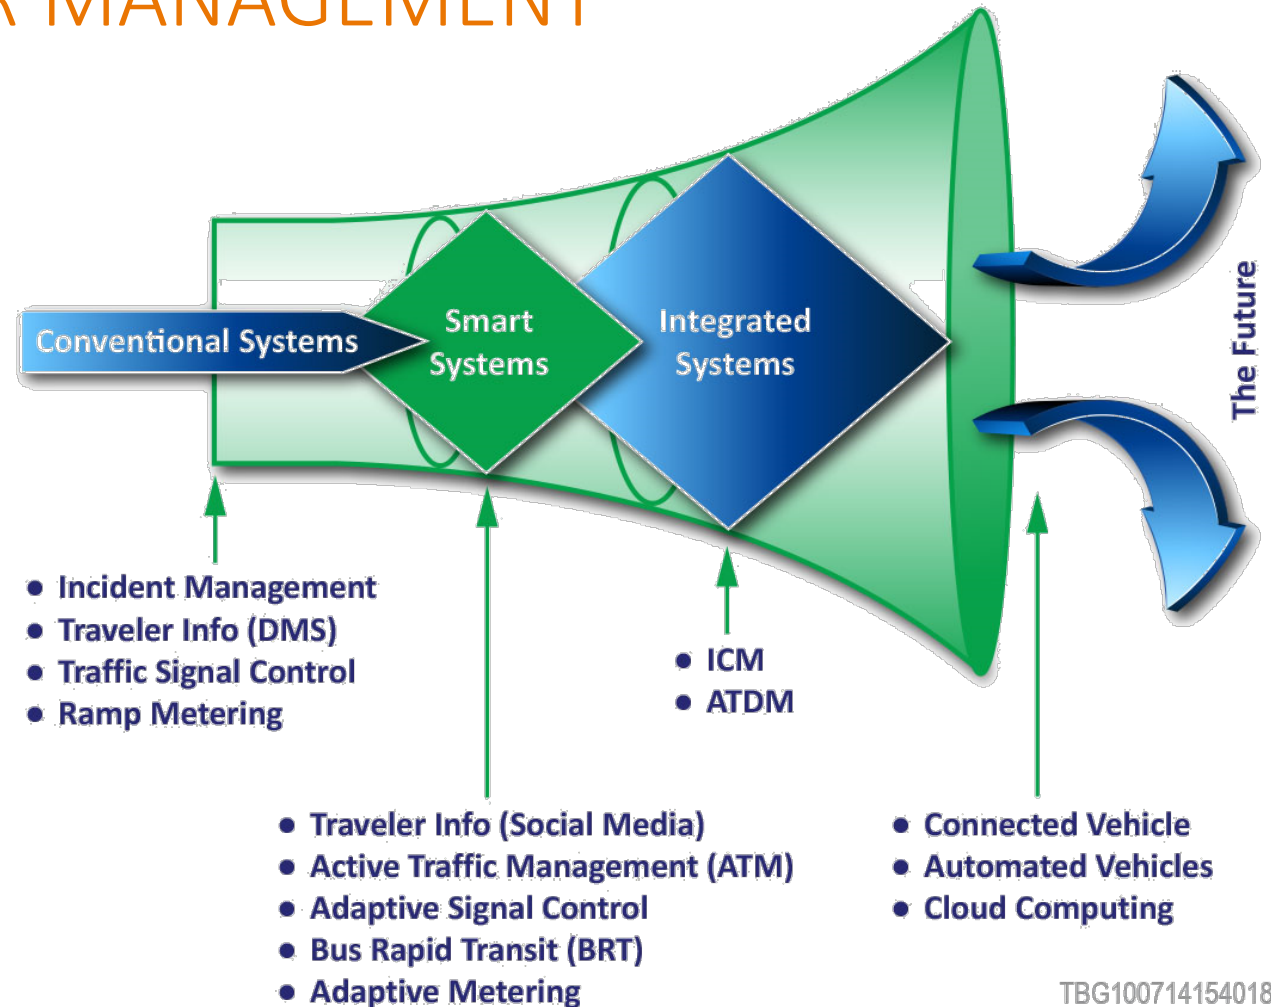 R MANAGEMENT
Conventional Systems
Smart
Systems
Integrated
Systems
The Future
• Incident Management
• Traveler Info (DMS)
• Traffic Signal Control
• Ramp Metering
• ICM
• ATDM
• Traveler Info (Social Media)
• Active Traffic Management (ATM)
• Adaptive Signal Control
• Bus Rapid Transit (BRT)
• Adaptive Metering
• Connected Vehicle
• Automated Vehicles
• Cloud Computing
TBG100714154018